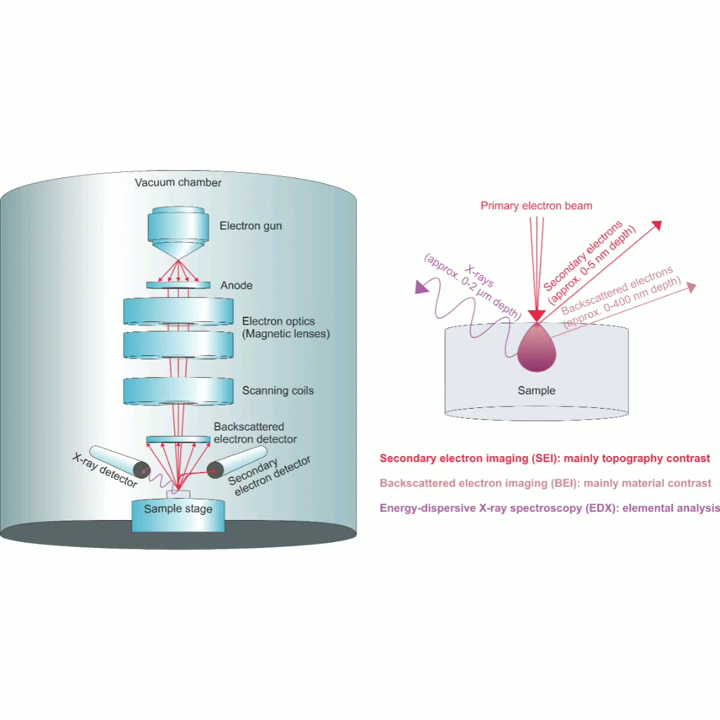 Vacuum chamber
Electron gun
Anode
Electron optics
(Magnetic lenses)
Scanning coils
Backscattered
electron detector
X-ray detector
Secondary
electron detector
Sample stage
Primary electron beam
X-rays
(approx. 0-2 µm depth)
Secondary electrons
(approx. 0-5 nm depth)
Backscattered electrons
(approx. 0-400 nm depth)
Sample
Secondary electron imaging (SEI): mainly topography contrast
Backscattered electron imaging (BEI): mainly material contrast
Energy-dispersive X-ray spectroscopy (EDX): elemental analysis